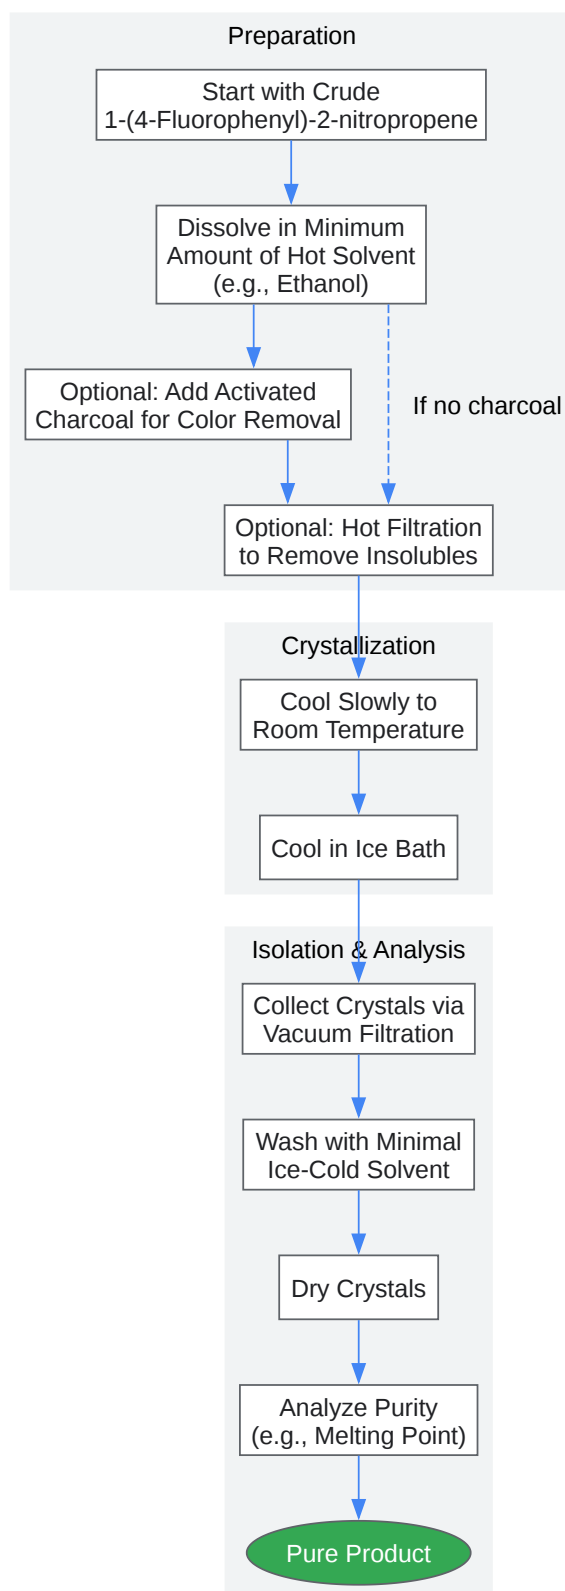 Preparation
Start with Crude
1-(4-Fluorophenyl)-2-nitropropene
Dissolve in Minimum
Amount of Hot Solvent
(e.g., Ethanol)
Optional: Add Activated
Charcoal for Color Removal
If no charcoal
Optional: Hot Filtration
to Remove Insolubles
Crystallization
Cool Slowly to
Room Temperature
Cool in Ice Bath
Isolation & Analysis
Collect Crystals via
Vacuum Filtration
Wash with Minimal
Ice-Cold Solvent
Dry Crystals
Analyze Purity
(e.g., Melting Point)
Pure Product